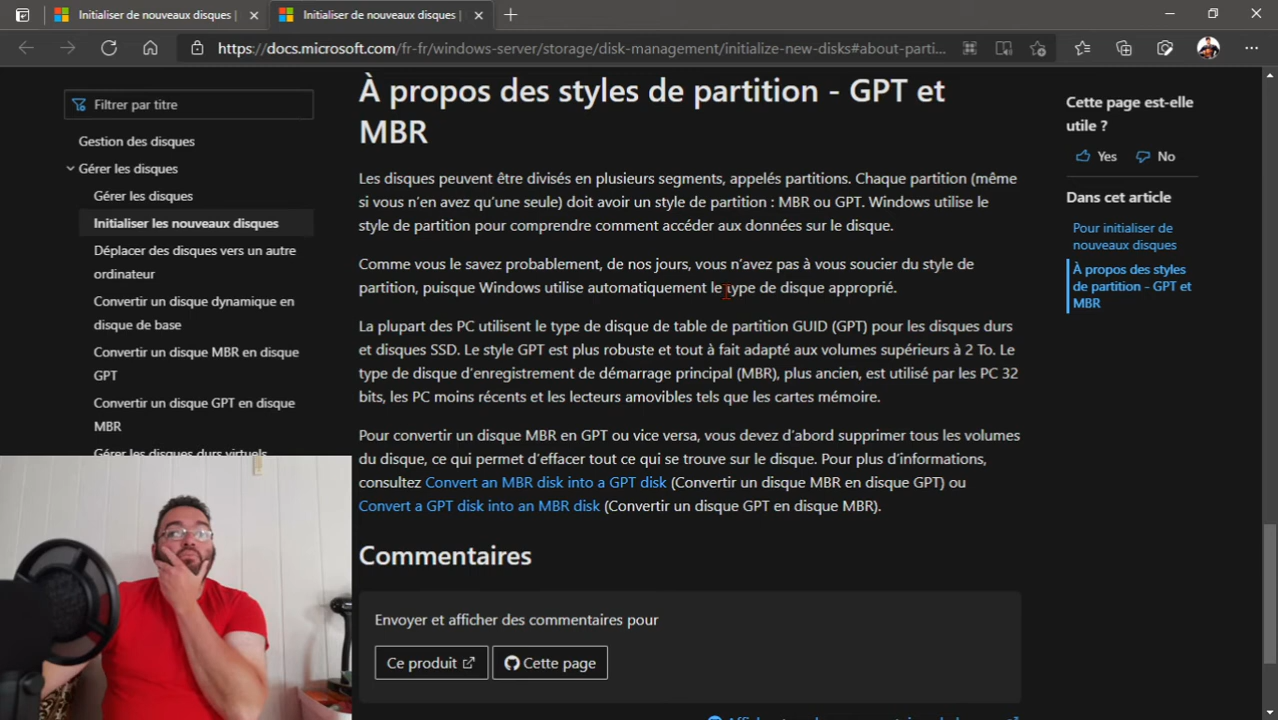 Initialiser de nouveaux disques |
Initialiser de nouveaux disques |
https://docs.microsoft.com/fr-fr/windows-server/storage/disk-management/initialize-new-disks#about-parti...
Filtrer par titre
Gestion des disques
Gérer les disques
Gérer les disques
Initialiser les nouveaux disques
Déplacer des disques vers un autre
ordinateur
Convertir un disque dynamique en
disque de base
Convertir un disque MBR en disque
GPT
Convertir un disque GPT en disque
MBR
Gérer les disques durs virtuels
À propos des styles de partition - GPT et
MBR
Les disques peuvent être divisés en plusieurs segments, appelés partitions. Chaque partition (même
si vous n’en avez qu’une seule) doit avoir un style de partition : MBR ou GPT. Windows utilise le
style de partition pour comprendre comment accéder aux données sur le disque.
Comme vous le savez probablement, de nos jours, vous n’avez pas à vous soucier du style de
partition, puisque Windows utilise automatiquement le type de disque approprié.
La plupart des PC utilisent le type de disque de table de partition GUID (GPT) pour les disques durs
et disques SSD. Le style GPT est plus robuste et tout à fait adapté aux volumes supérieurs à 2 To. Le
type de disque d’enregistrement de démarrage principal (MBR), plus ancien, est utilisé par les PC 32
bits, les PC moins récents et les lecteurs amovibles tels que les cartes mémoire.
Pour convertir un disque MBR en GPT ou vice versa, vous devez d’abord supprimer tous les volumes
du disque, ce qui permet d’effacer tout ce qui se trouve sur le disque. Pour plus d’informations,
consultez Convert an MBR disk into a GPT disk (Convertir un disque MBR en disque GPT) ou
Convert a GPT disk into an MBR disk (Convertir un disque GPT en disque MBR).
Commentaires
Envoyer et afficher des commentaires pour
Ce produit
Cette page
Cette page est-elle
utile ?
Yes
No
Dans cet article
Pour initialiser de
nouveaux disques
À propos des styles
de partition - GPT et
MBR